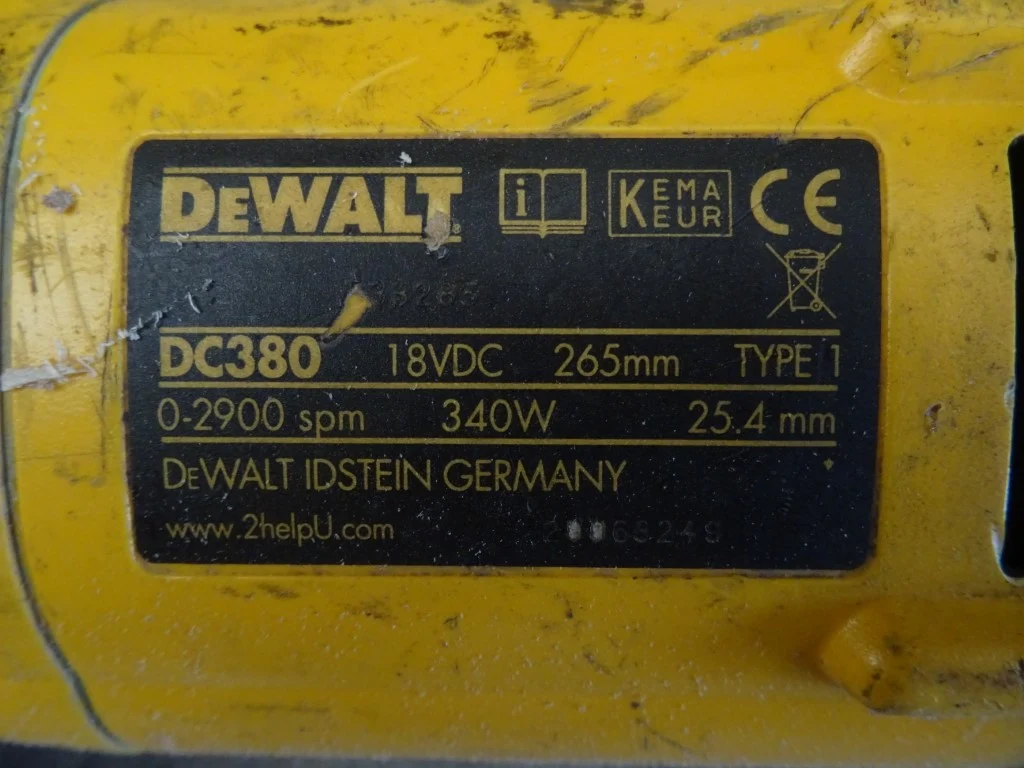 DEWALT
i KEMA KEUR CE
DC380 18VDC 265mm TYPE 1
0-2900 spm 340W 25.4 mm
DEWALT IDSTEIN GERMANY
www.2helpU.com